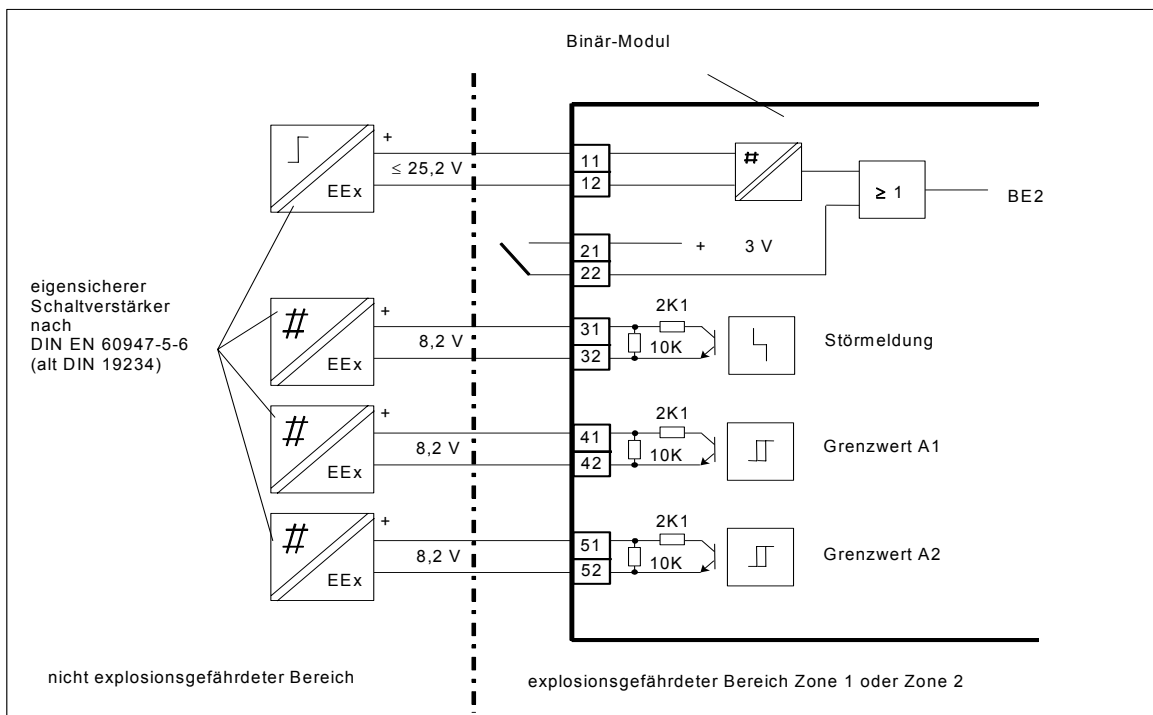 Binär-Modul
+
≤ 25,2 V
EEx
11
12
#
≥ 1
BE2
21
22
+ 3 V
eigensicherer
Schaltverstärker
nach
DIN EN 60947-5-6
(alt DIN 19234)
#
+
8,2 V
EEx
31
32
2K1
10K
Störmeldung
#
+
8,2 V
EEx
41
42
2K1
10K
Grenzwert A1
#
+
8,2 V
EEx
51
52
2K1
10K
Grenzwert A2
nicht explosionsgefährdeter Bereich
explosionsgefährdeter Bereich Zone 1 oder Zone 2